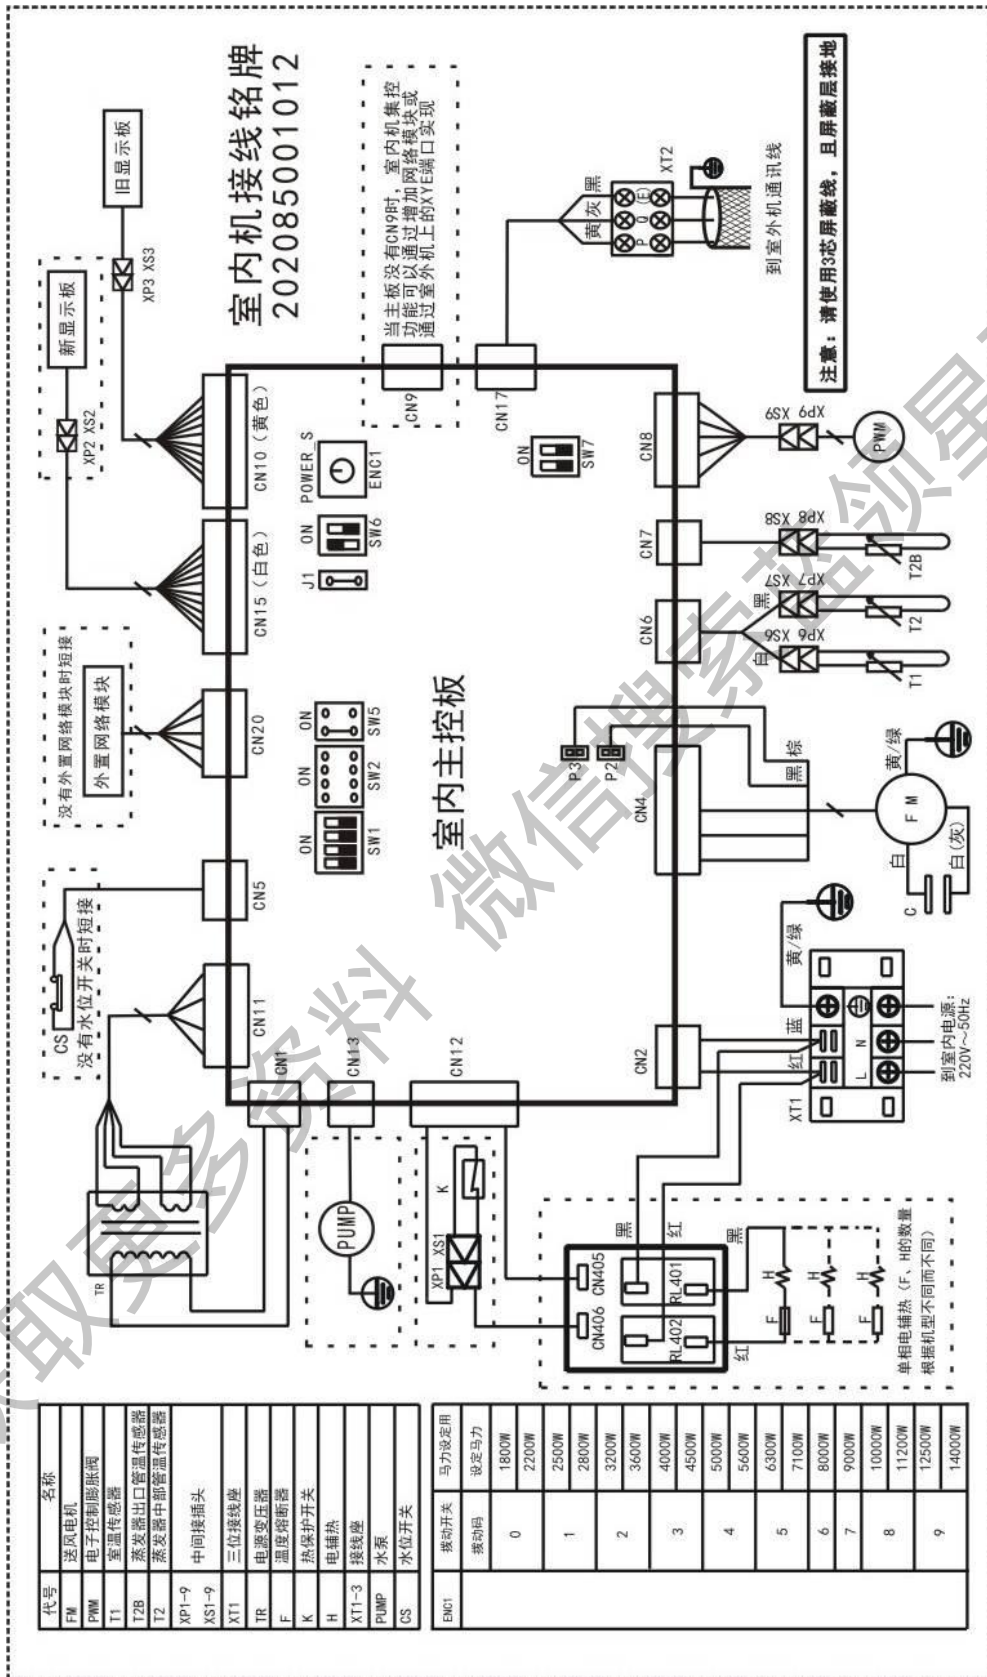 室内机接线铭牌
202085001012
旧显示板
XP3 XS3
新显示板
XP2 XS2
CN10（黄色）
CN15（白色）
没有外置网络模块时短接
外置网络模块
CN20
CS
没有水位开关时短接
CN5
CN11
TR
CN1
CN13
CN12
PUMP
XP1 XS1
K
当主板没有CN9时，室内机集控
功能可以通过增加网络模块或
通过室外机上的XYE端口实现
CN9
CN17
黄 灰 黑
P Q (E)
XT2
到室外机通讯线
注意：请使用3芯屏蔽线，且屏蔽层接地
POWER_S
ENC1
ON
SW6
J1
ON
SW5
ON
SW2
ON
SW1
ON
SW7
室内主控板
CN8
XP9 XS9
PWM
CN7
XP8 XS8
T2B
CN6
黑
XP7 XS7
T2
白
XP6 XS6
T1
P3
P2
CN4
黑 棕
FM
黄/绿
白
白(灰)
C
CN2
红 蓝
黄/绿
XT1
L N
到室内电源:
220V～50Hz
黑
红
CN405
CN406
RL401
RL402
黑
红
F H
F H
F H
单相电辅热（F、H的数量
根据机型不同而不同）
代号 名称
FM 送风电机
PWM 电子控制膨胀阀
T1 室温传感器
T2B 蒸发器出口管温传感器
T2 蒸发器中部管温传感器
XP1-9
XS1-9
中间接插头
XT1 三位接线座
TR 电源变压器
F 温度熔断器
K 热保护开关
H 电辅热
XT1-3 接线座
PUMP 水泵
CS 水位开关
ENC1 拨动开关 马力设定用
拨动码 设定马力
0 1800W
2200W
1 2500W
2800W
2 3200W
3600W
3 4000W
4500W
4 5000W
5600W
5 6300W
7100W
6 8000W
7 9000W
8 10000W
11200W
9 12500W
14000W
取更多资料 微信搜索蓝领星